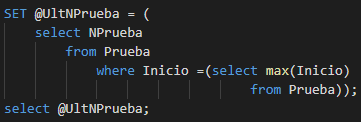 SET @UltNPrueba = (
select NPrueba
from Prueba
where Inicio =(select max(Inicio)
from Prueba));
select @UltNPrueba;